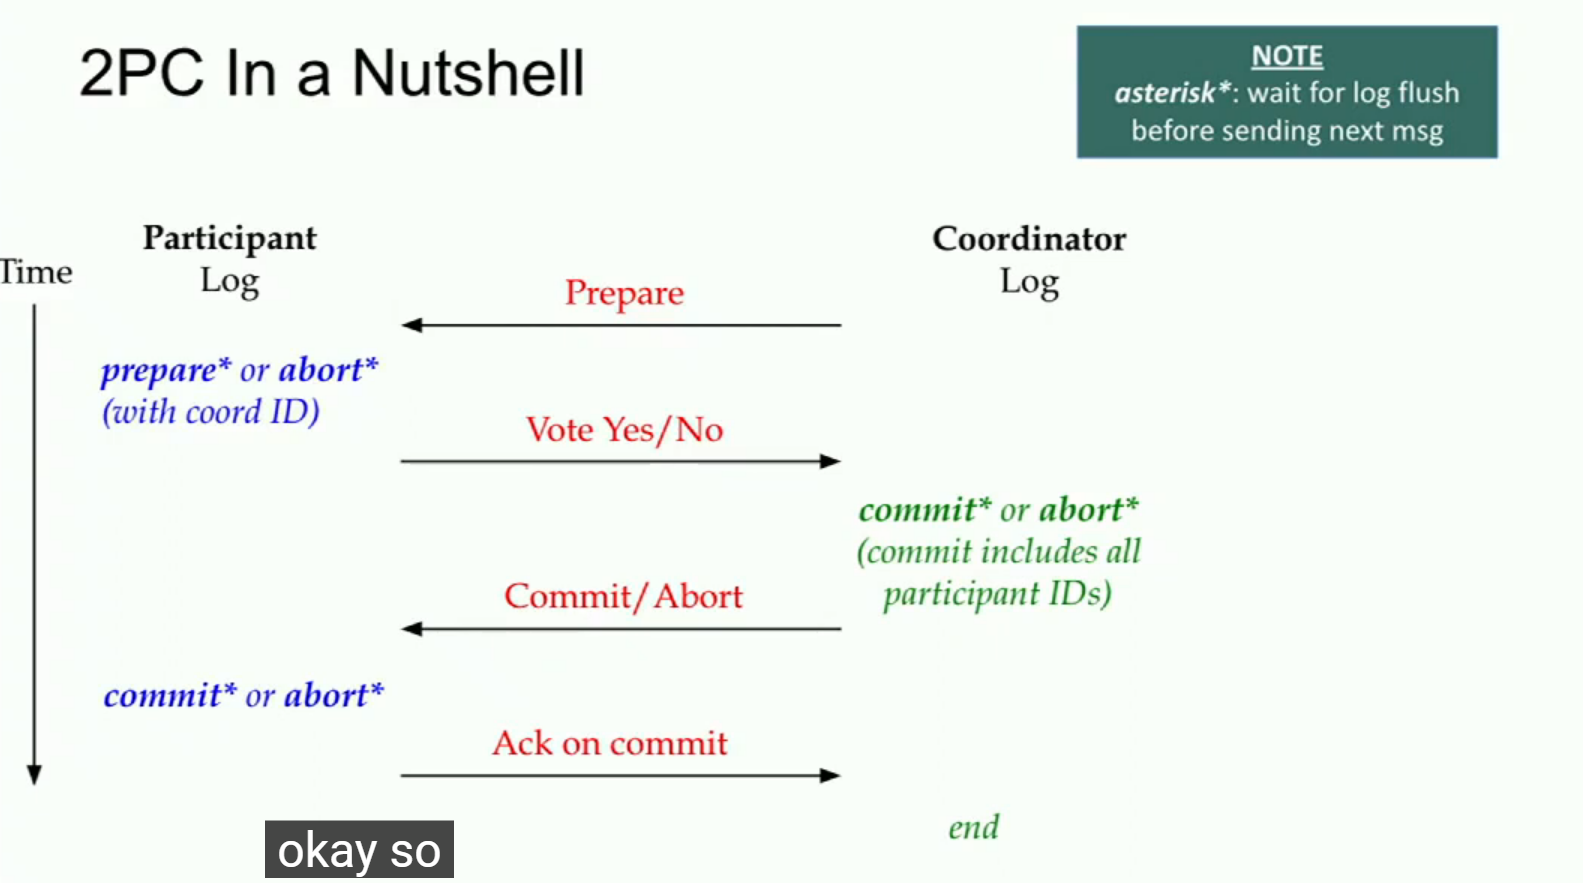 2PC In a Nutshell
NOTE
asterisk*: wait for log flush
before sending next msg
Participant
Log
Coordinator
Log
Time
Prepare
prepare* or abort*
(with coord ID)
Vote Yes/No
commit* or abort*
(commit includes all
participant IDs)
Commit/Abort
commit* or abort*
Ack on commit
end
okay so